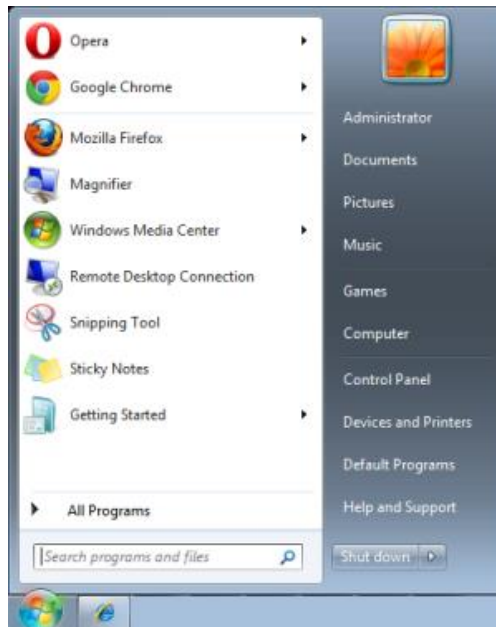 Opera
Google Chrome
Mozilla Firefox
Magnifier
Windows Media Center
Remote Desktop Connection
Snipping Tool
Sticky Notes
Getting Started
All Programs
Search programs and files
Administrator
Documents
Pictures
Music
Games
Computer
Control Panel
Devices and Printers
Default Programs
Help and Support
Shut down